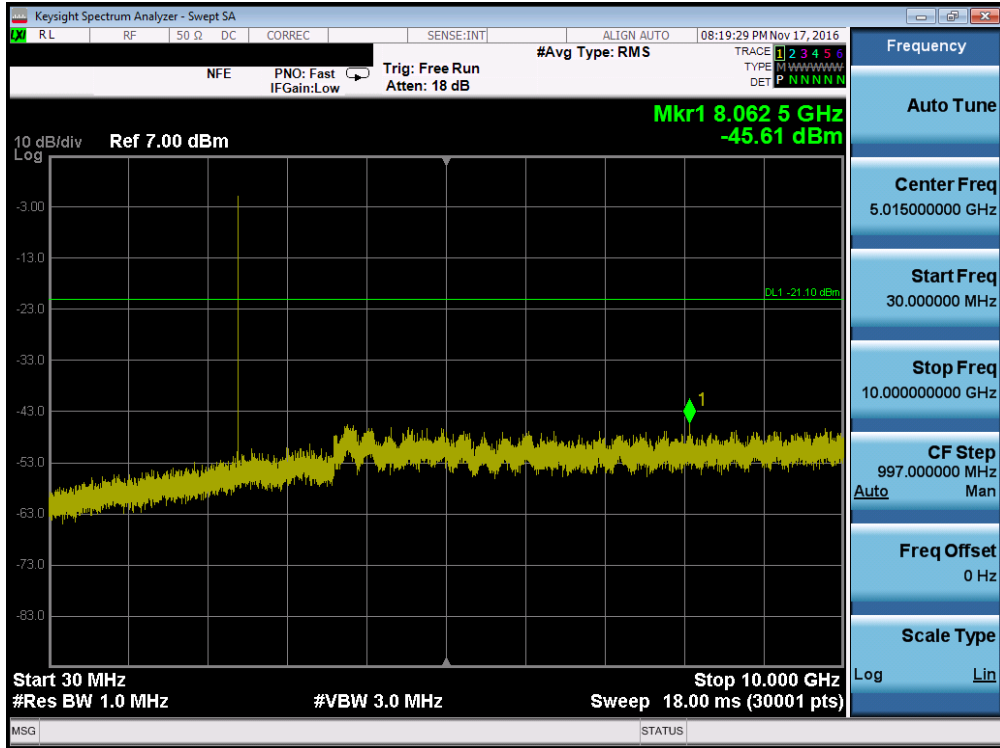 Keysight Spectrum Analyzer - Swept SA
LXI RL RF 50 Ω DC CORREC SENSE:INT ALIGN AUTO 08:19:29 PM Nov 17, 2016
NFE PNO: Fast IFGain:Low Trig: Free Run Atten: 18 dB #Avg Type: RMS
TRACE 1 2 3 4 5 6
TYPE M WWWWW
DET P N N N N N
Mkr1 8.062 5 GHz
-45.61 dBm
10 dB/div Ref 7.00 dBm
Log
-3.00
-13.0
DL1 -21.10 dBm
-23.0
-33.0
1
-43.0
-53.0
-63.0
-73.0
-83.0
Start 30 MHz Stop 10.000 GHz
#Res BW 1.0 MHz #VBW 3.0 MHz Sweep 18.00 ms (30001 pts)
MSG STATUS
Frequency
Auto Tune
Center Freq
5.015000000 GHz
Start Freq
30.000000 MHz
Stop Freq
10.000000000 GHz
CF Step
997.000000 MHz
Auto Man
Freq Offset
0 Hz
Scale Type
Log Lin